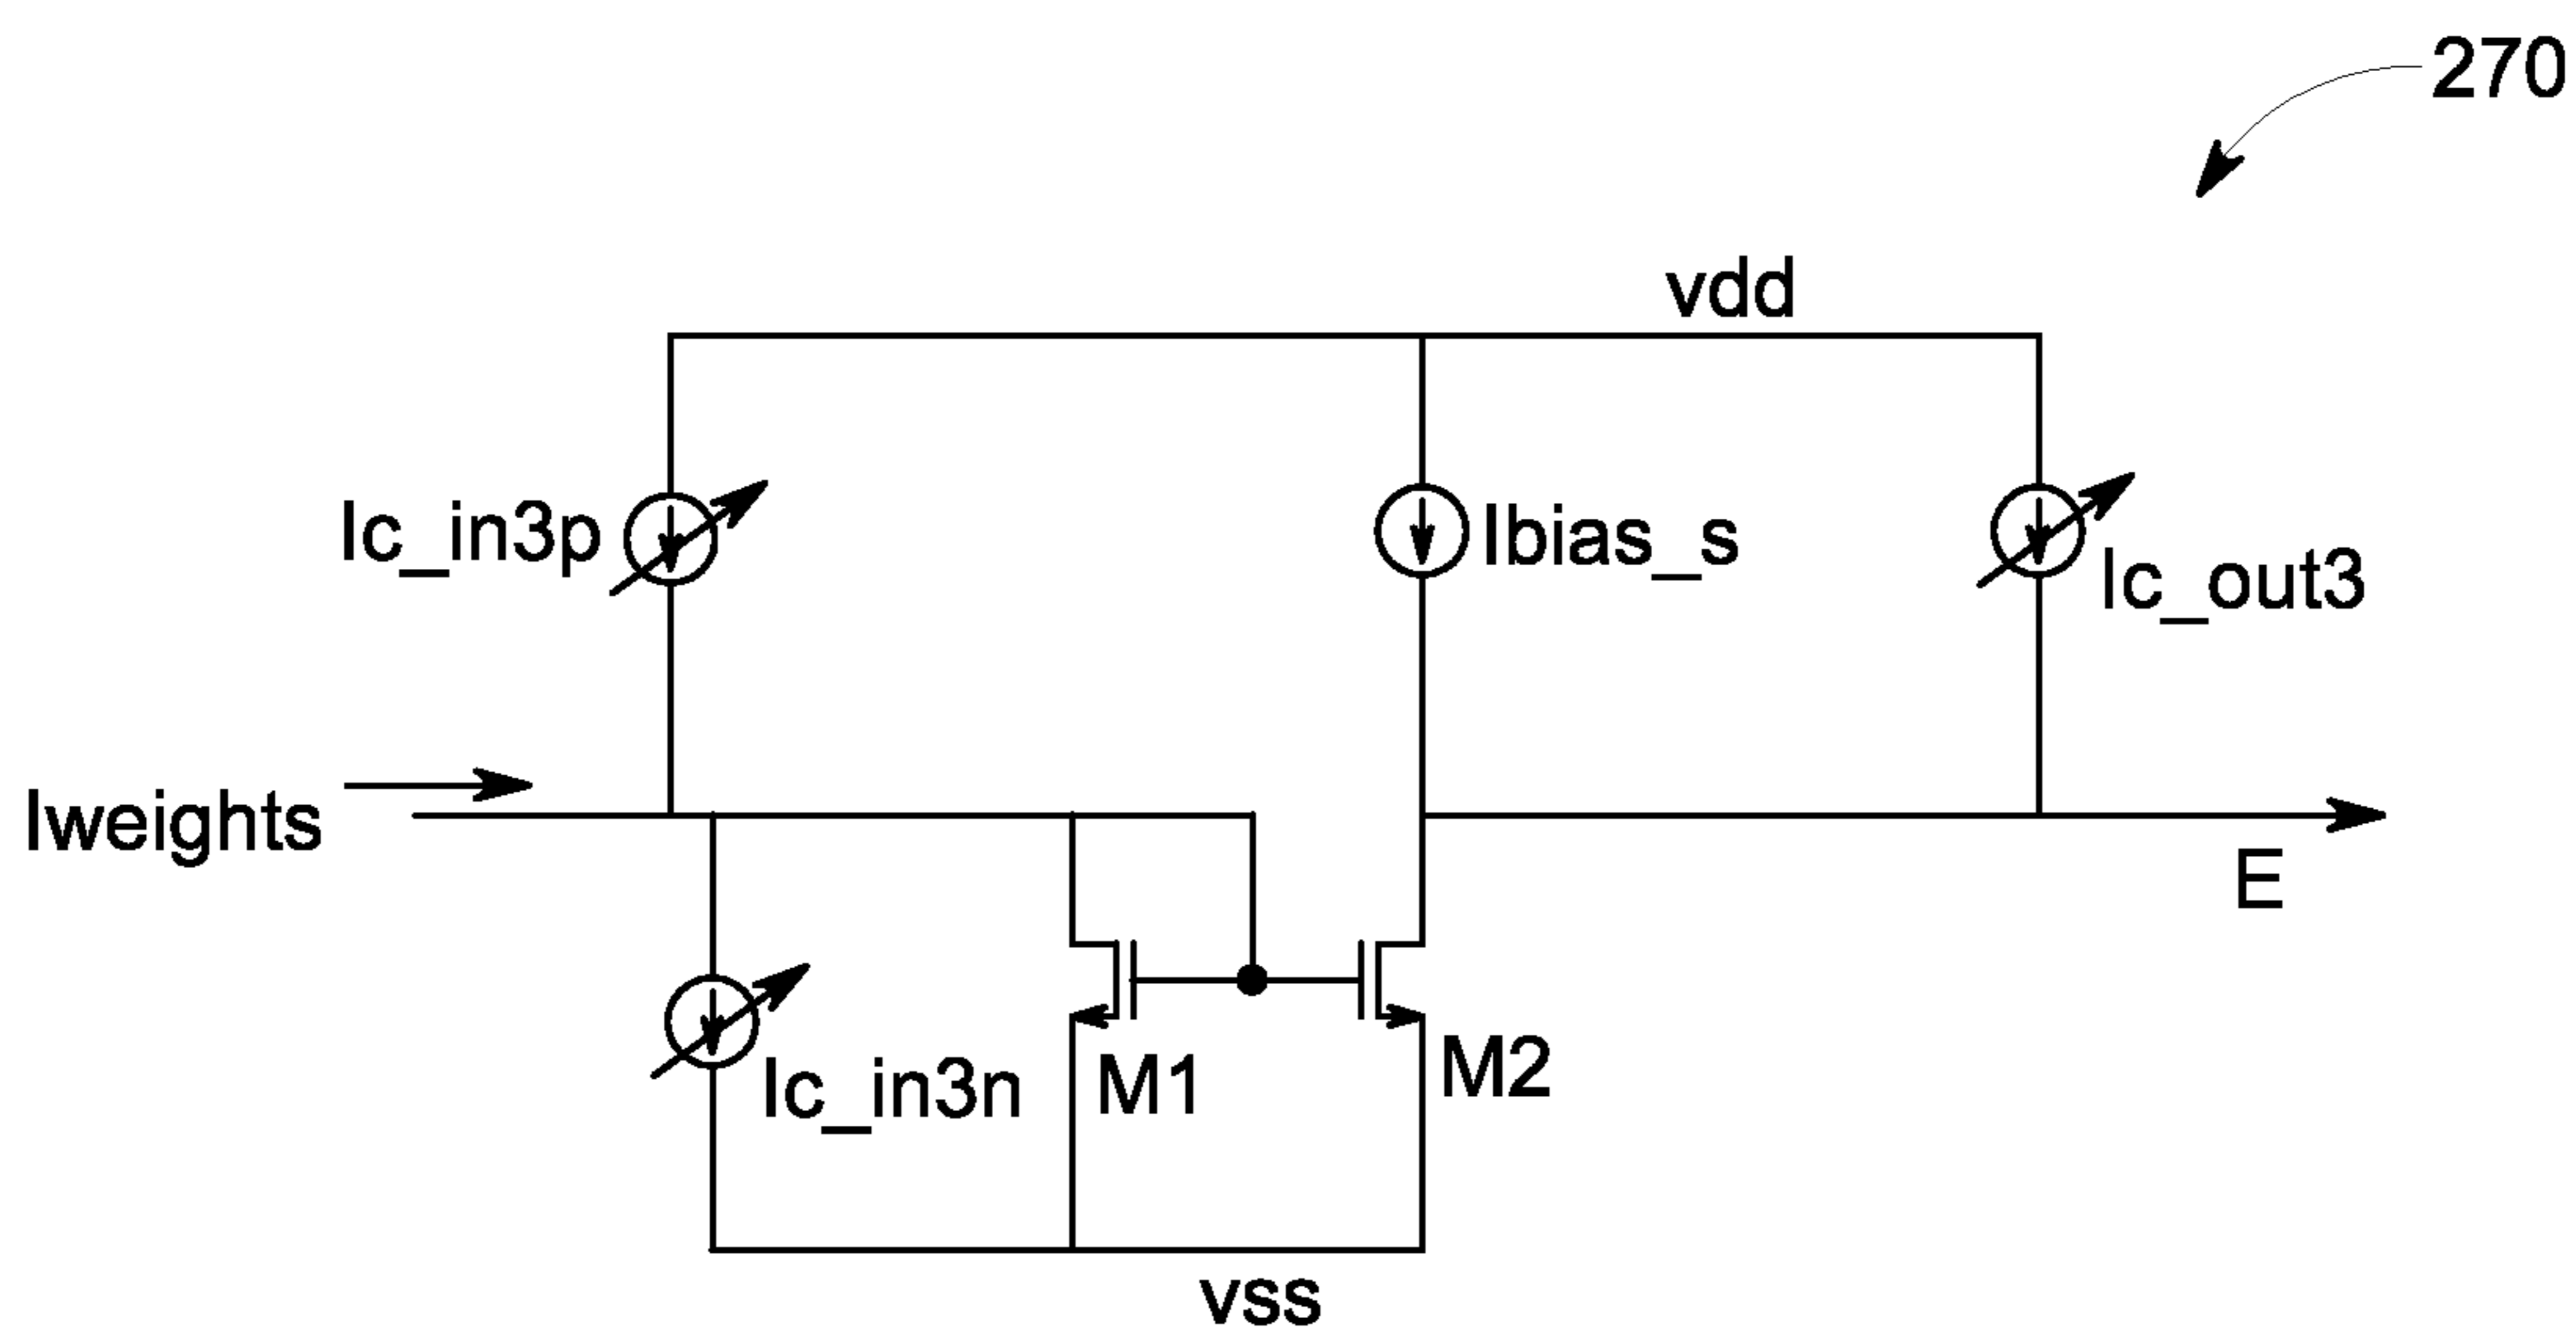 270
vdd
Ic_in3p
Ibias_s
Ic_out3
Iweights
E
Ic_in3n
M1
M2
vss